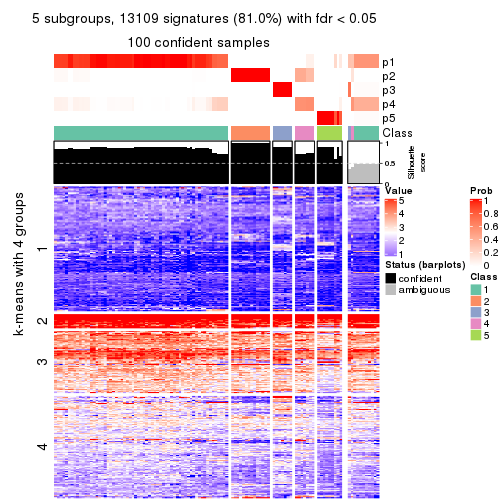 5 subgroups, 13109 signatures (81.0%) with fdr < 0.05
100 confident samples
p1
p2
p3
p4
p5
Class
1
0.5
0
Silhouette
score
k-means with 4 groups
1
2
3
4
Value
5
4
3
2
1
Status (barplots)
confident
ambiguous
Prob
1
0.8
0.6
0.4
0.2
0
Class
1
2
3
4
5